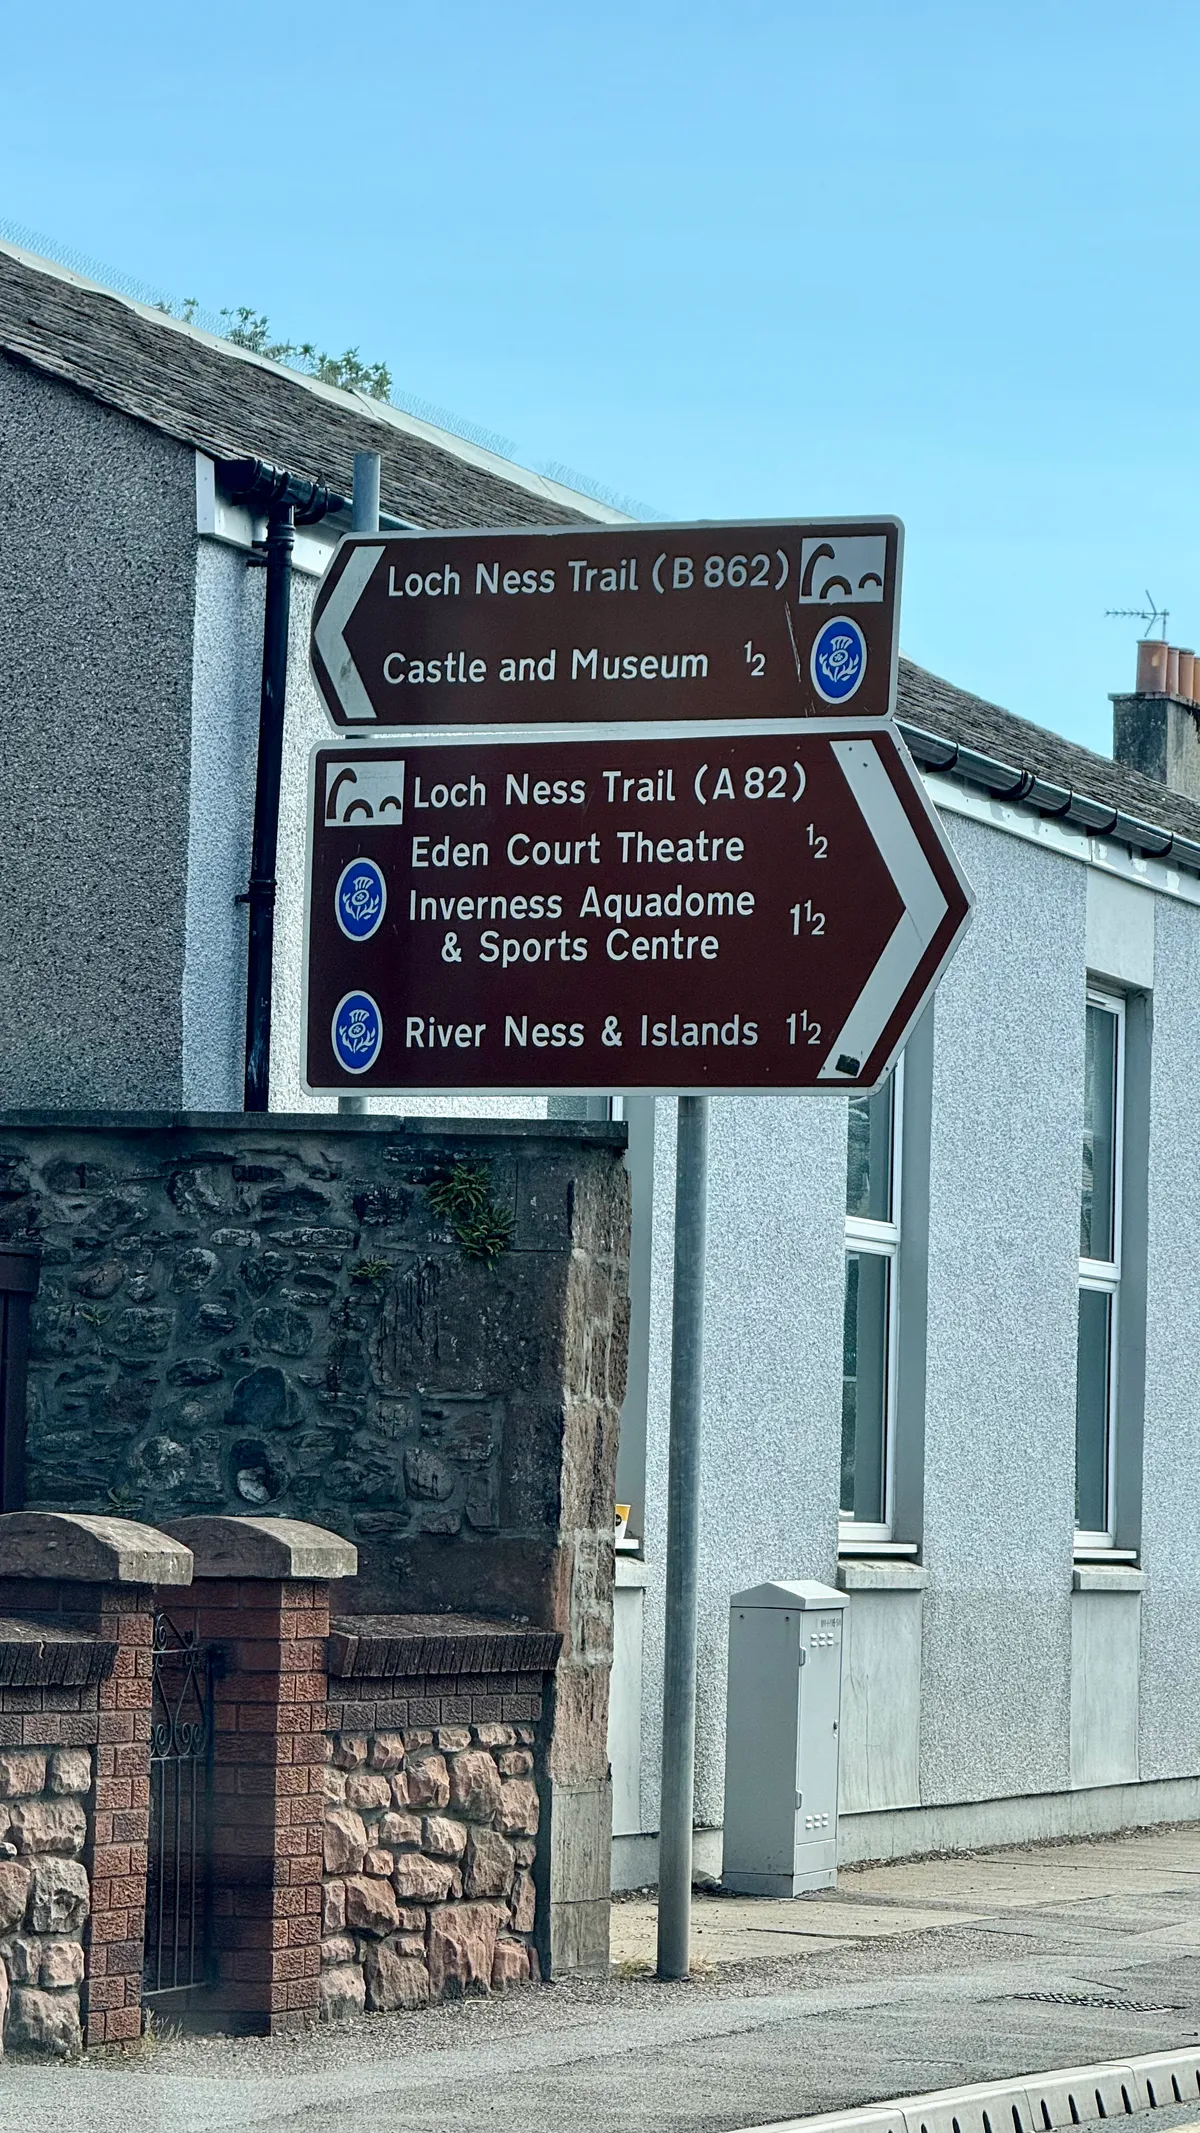 Loch Ness Trail (B 862)
Castle and Museum ½
Loch Ness Trail (A 82)
Eden Court Theatre ½
Inverness Aquadome
& Sports Centre 1½
River Ness & Islands 1½